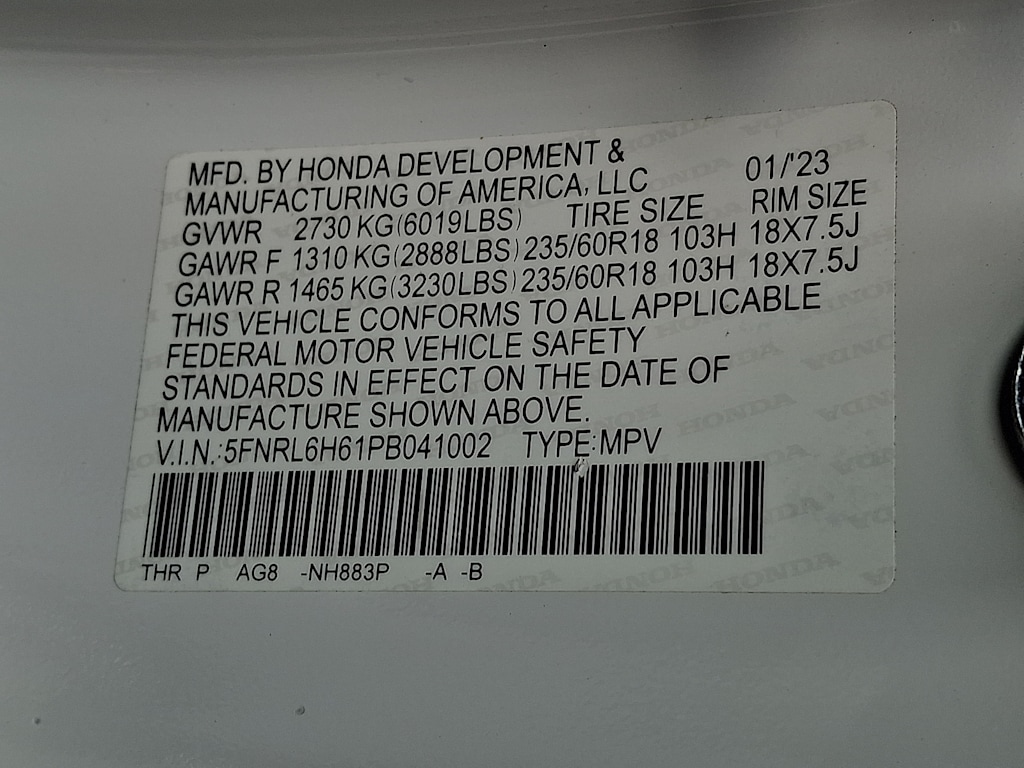 MFD. BY HONDA DEVELOPMENT &
MANUFACTURING OF AMERICA, LLC 01/'23
GVWR 2730 KG(6019LBS) TIRE SIZE RIM SIZE
GAWR F 1310 KG(2888LBS) 235/60R18 103H 18X7.5J
GAWR R 1465 KG(3230LBS) 235/60R18 103H 18X7.5J
THIS VEHICLE CONFORMS TO ALL APPLICABLE
FEDERAL MOTOR VEHICLE SAFETY
STANDARDS IN EFFECT ON THE DATE OF
MANUFACTURE SHOWN ABOVE.
V.I.N.:5FNRL6H61PB041002 TYPE:MPV
THR P AG8 -NH883P -A -B